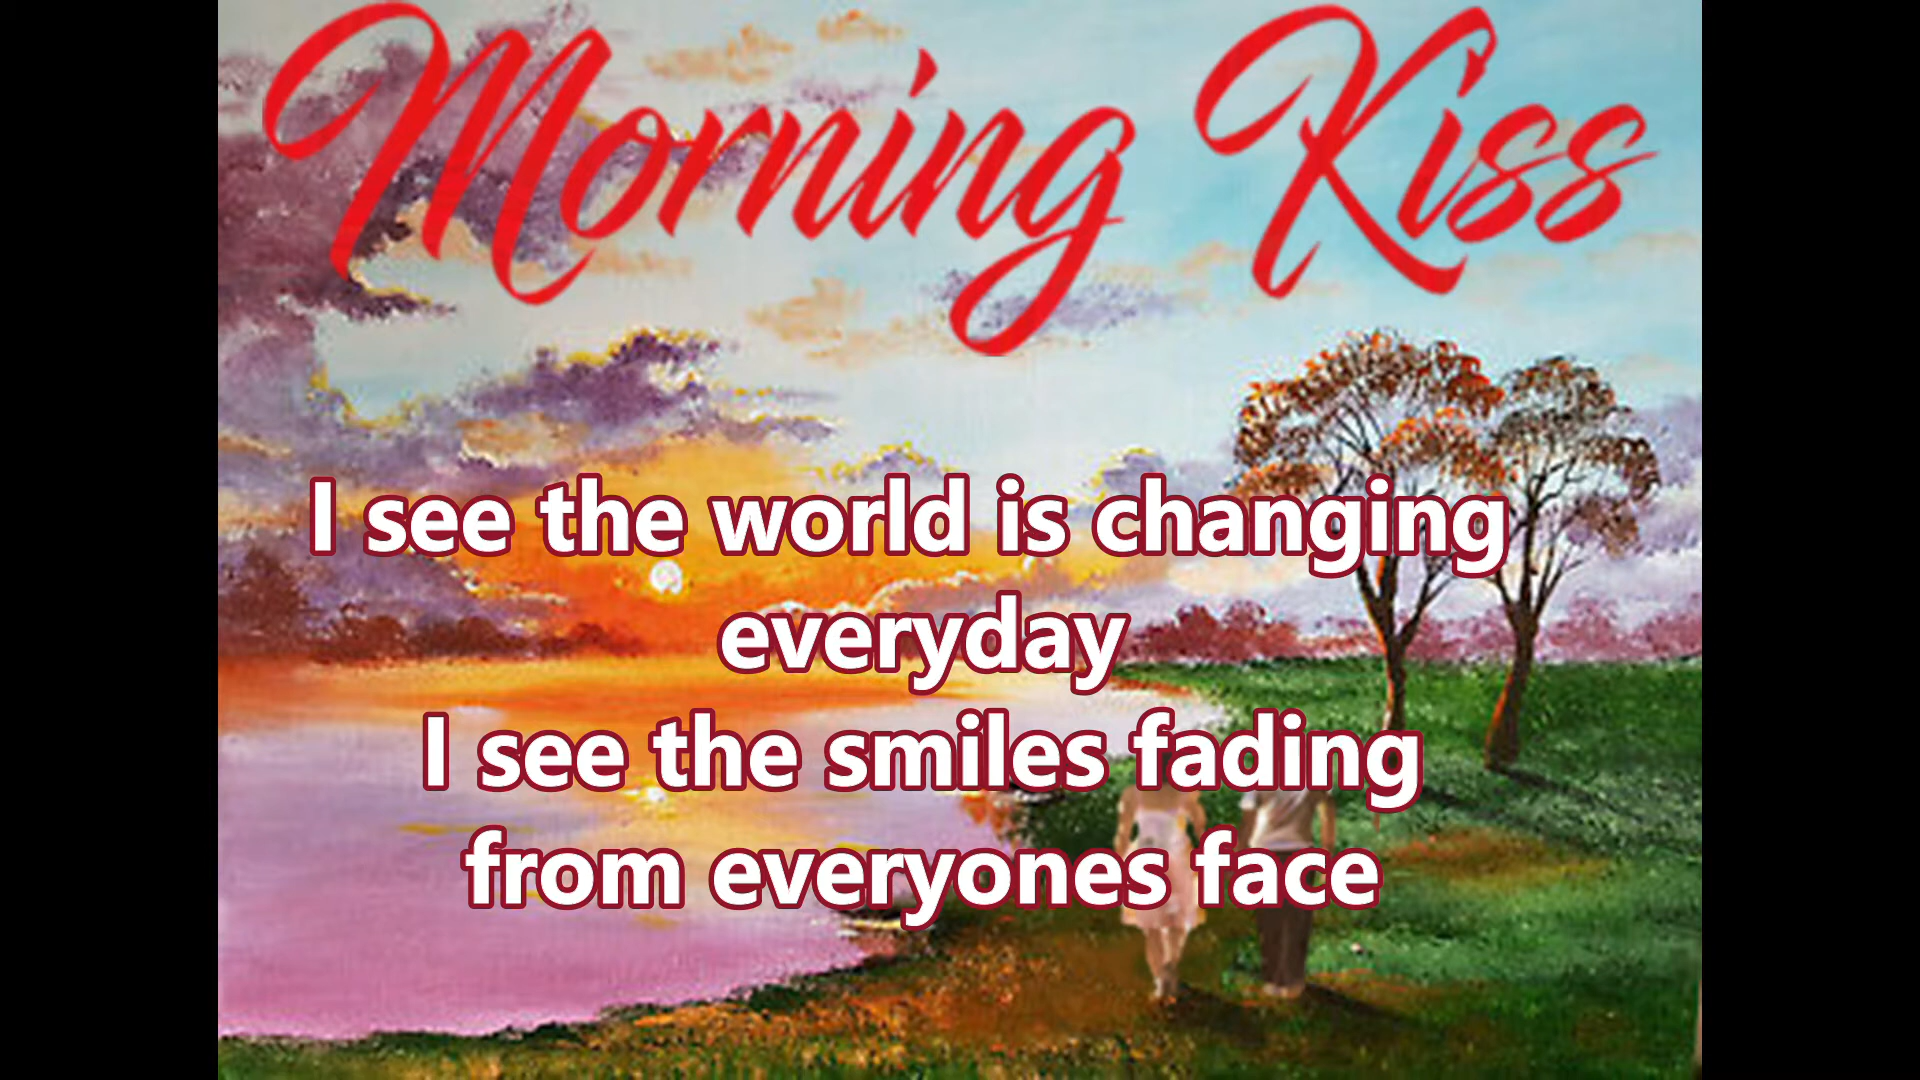 Morning Kiss
I see the world is changing
everyday
I see the smiles fading
from everyones face